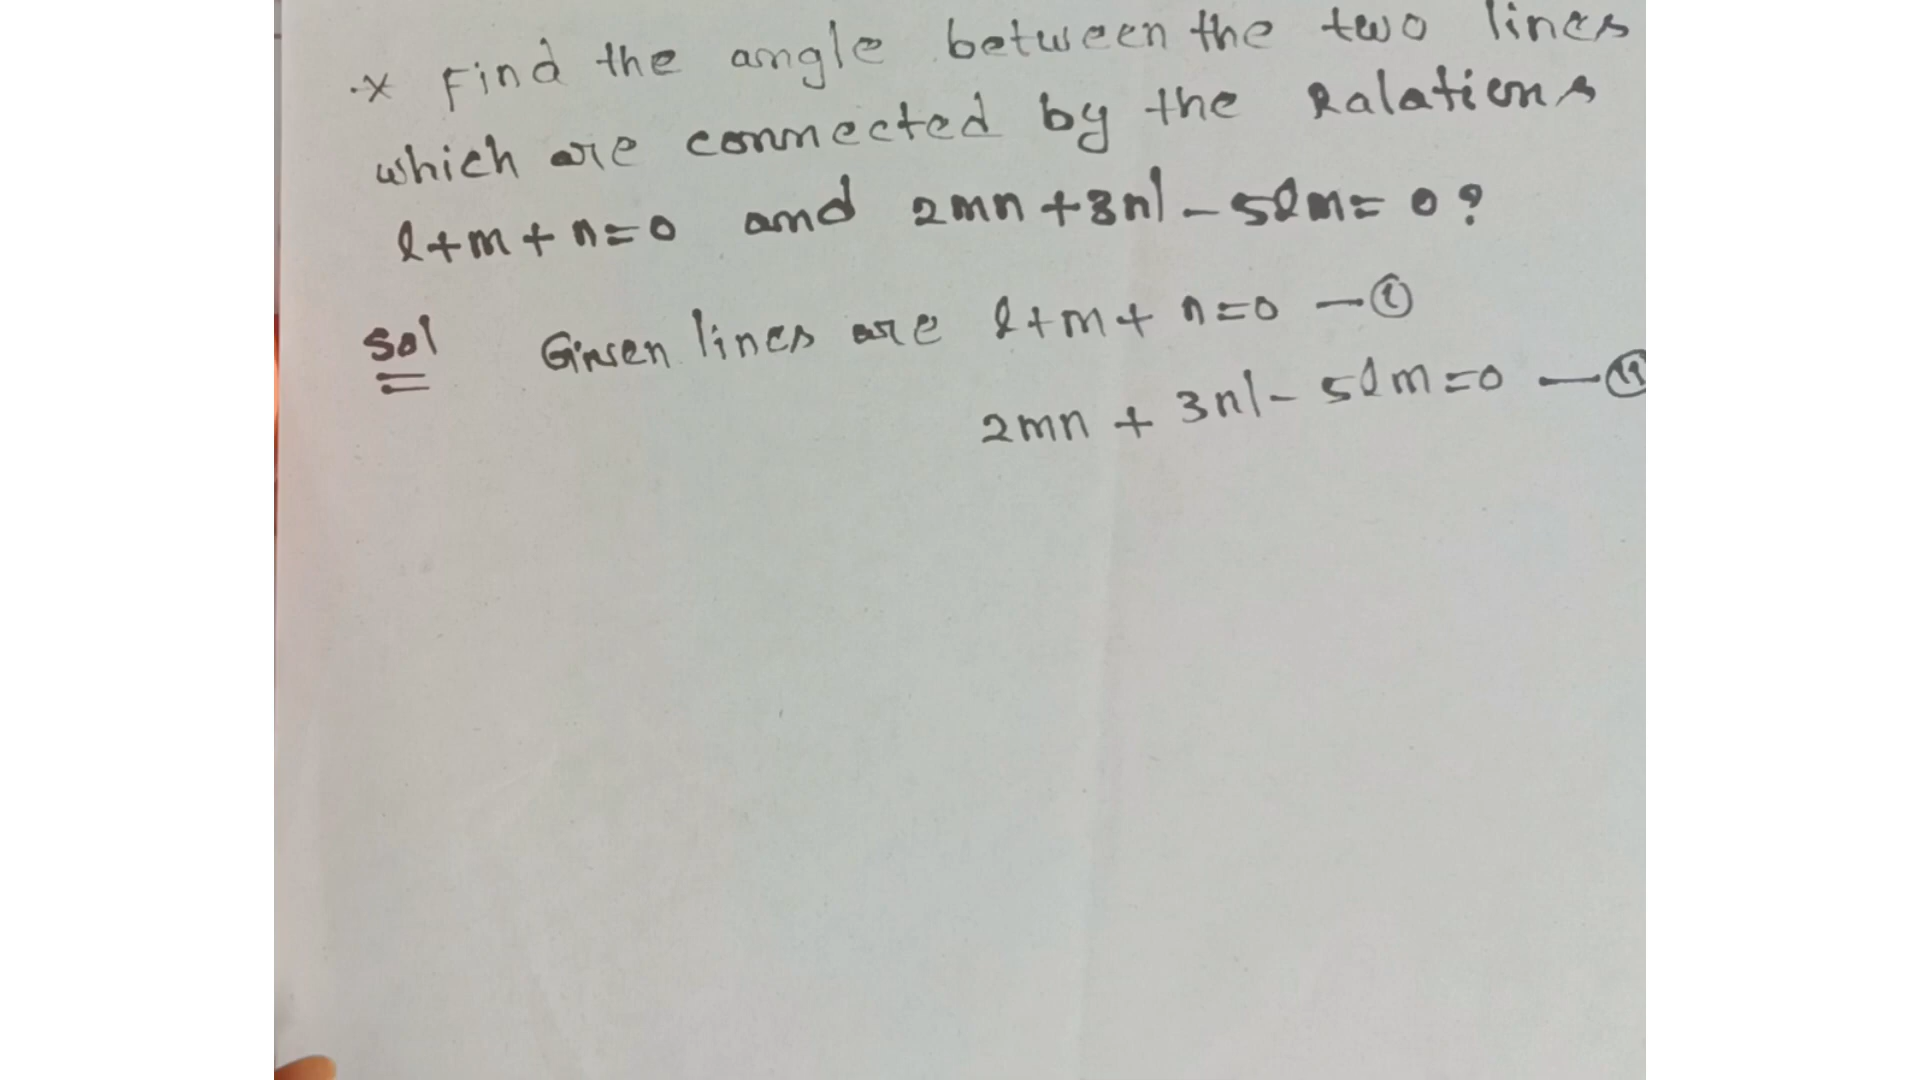 * Find the angle between the two lines
which are connected by the Ralations
l+m+n=0 and 2mn+3nl-5lm=0?
Sol Given lines are l+m+n=0 —(i)
2mn + 3nl - 5lm=0 —(ii)